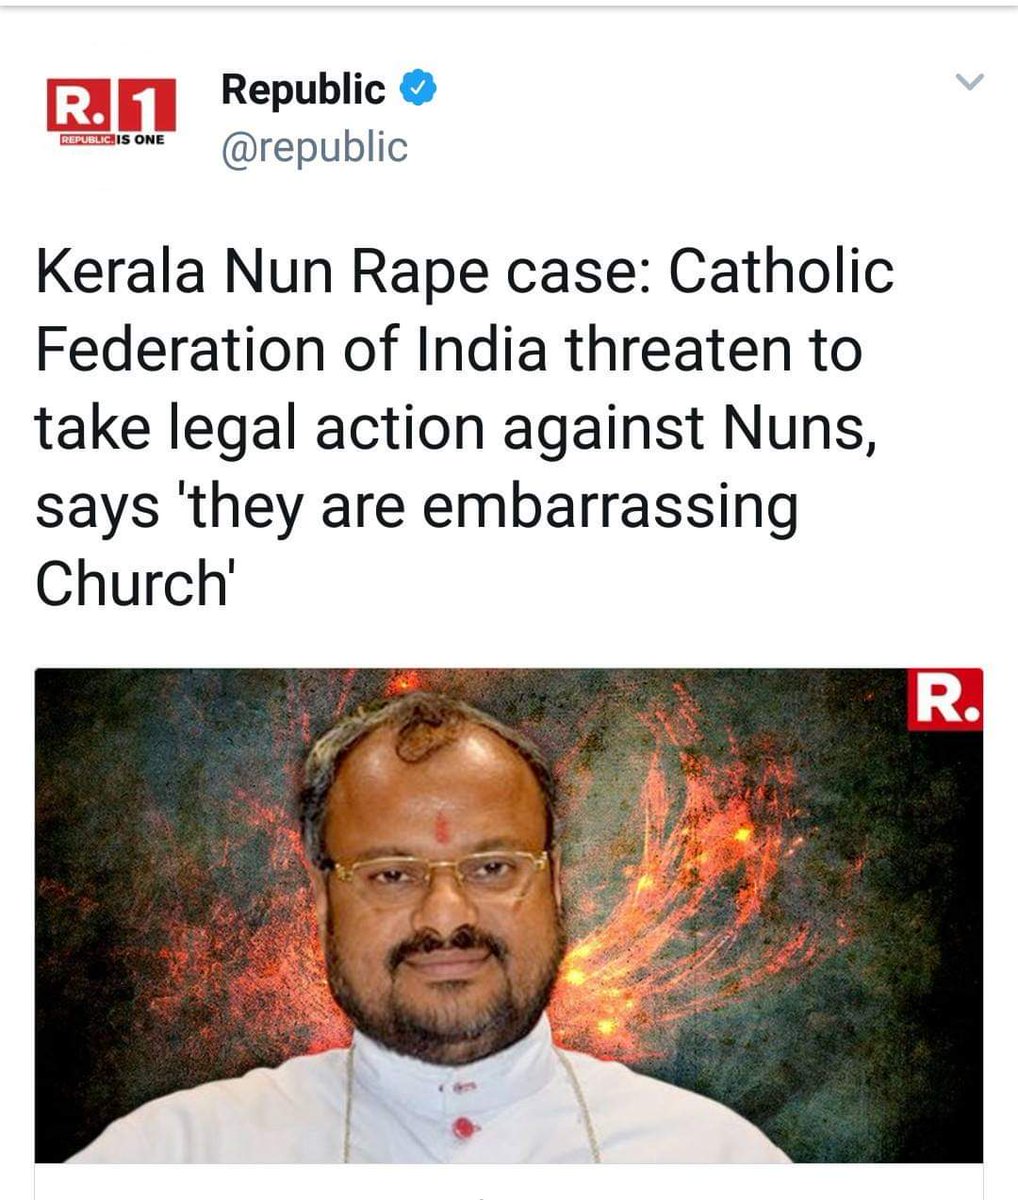 R. 1
REPUBLIC. IS ONE
Republic
@republic
Kerala Nun Rape case: Catholic
Federation of India threaten to
take legal action against Nuns,
says 'they are embarrassing
Church'
R.